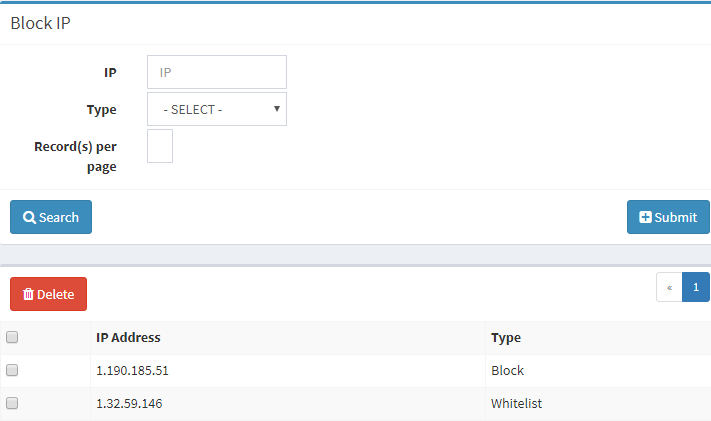 Block IP
IP
IP
Type
- SELECT -
Record(s) per
page
Search
Submit
Delete
«
1
IP Address
Type
1.190.185.51
Block
1.32.59.146
Whitelist